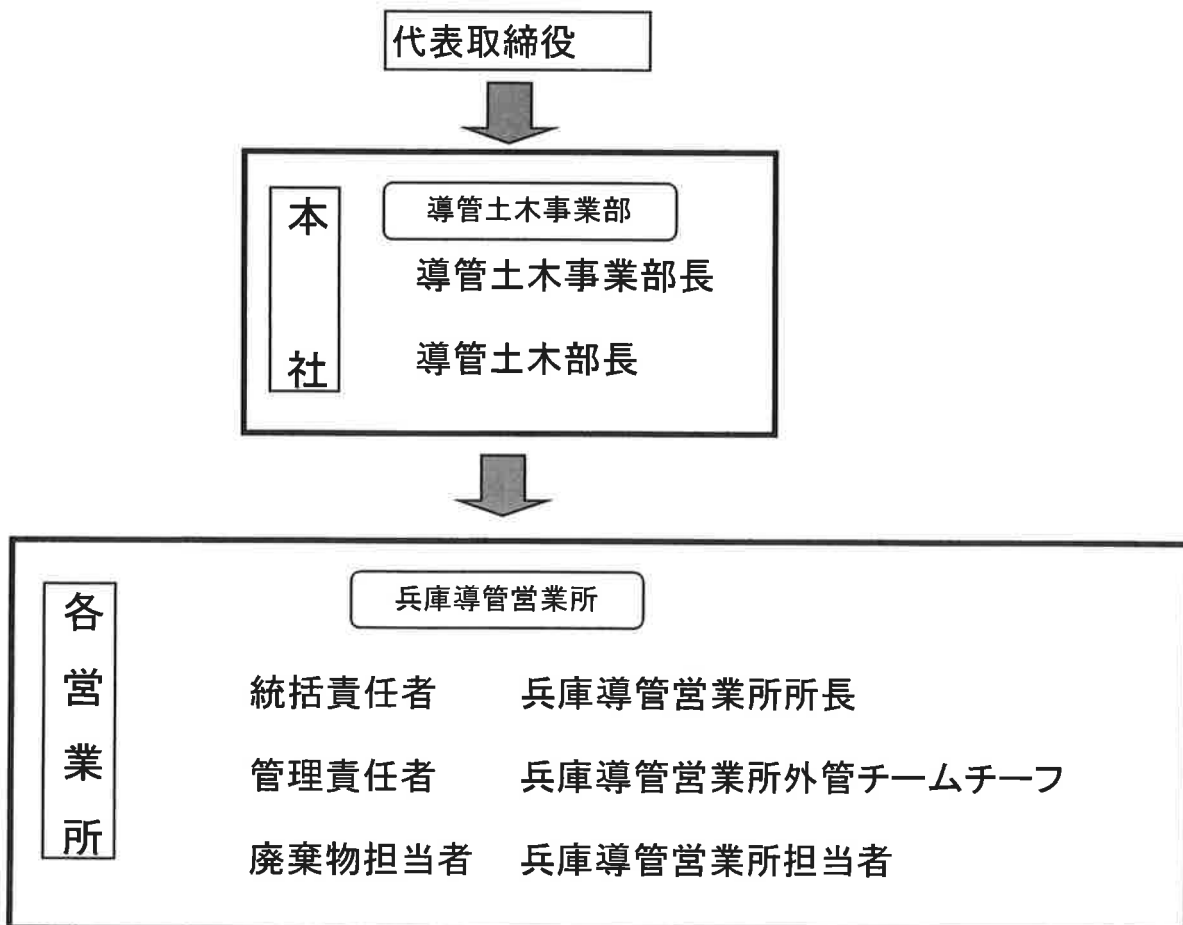 代表取締役
本社
導管土木事業部
導管土木事業部長
導管土木部長
各営業所
兵庫導管営業所
統括責任者 兵庫導管営業所所長
管理責任者 兵庫導管営業所外管チームチーフ
廃棄物担当者 兵庫導管営業所担当者